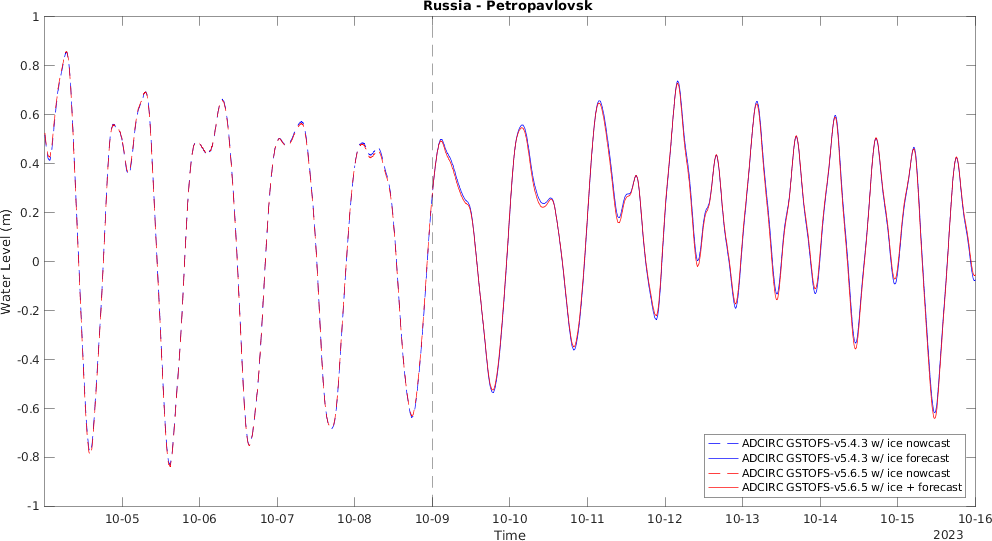 Russia - Petropavlovsk
1
0.8
0.6
0.4
0.2
0
-0.2
-0.4
-0.6
-0.8
-1
Water Level (m)
ADCIRC GSTOFS-v5.4.3 w/ ice nowcast
ADCIRC GSTOFS-v5.4.3 w/ ice forecast
ADCIRC GSTOFS-v5.6.5 w/ ice nowcast
ADCIRC GSTOFS-v5.6.5 w/ ice + forecast
10-05 10-06 10-07 10-08 10-09 10-10 10-11 10-12 10-13 10-14 10-15 10-16
Time
2023